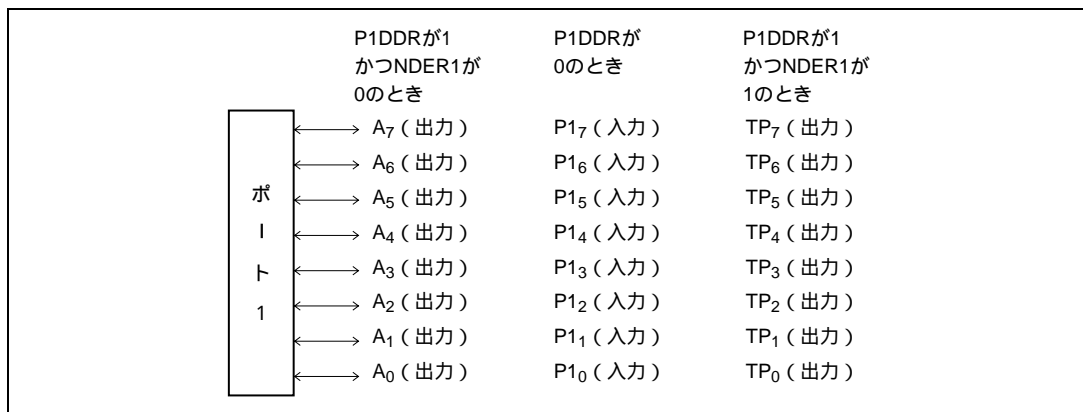 P1DDRが1 P1DDRが P1DDRが1
かつNDER1が 0のとき かつNDER1が
0のとき 1のとき
A7 ( 出力 ) P17 ( 入力 ) TP7 ( 出力 )
A6 ( 出力 ) P16 ( 入力 ) TP6 ( 出力 )
A5 ( 出力 ) P15 ( 入力 ) TP5 ( 出力 )
A4 ( 出力 ) P14 ( 入力 ) TP4 ( 出力 )
A3 ( 出力 ) P13 ( 入力 ) TP3 ( 出力 )
A2 ( 出力 ) P12 ( 入力 ) TP2 ( 出力 )
A1 ( 出力 ) P11 ( 入力 ) TP1 ( 出力 )
A0 ( 出力 ) P10 ( 入力 ) TP0 ( 出力 )
ポート1